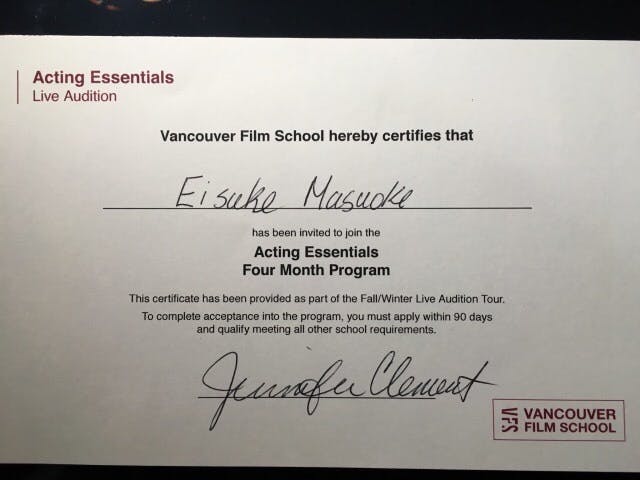 Acting Essentials
Live Audition
Vancouver Film School hereby certifies that
Eisuke Masuoke
has been invited to join the
Acting Essentials
Four Month Program
This certificate has been provided as part of the Fall/Winter Live Audition Tour.
To complete acceptance into the program, you must apply within 90 days
and qualify meeting all other school requirements.
Jennifer Clement
VFS VANCOUVER
FILM SCHOOL